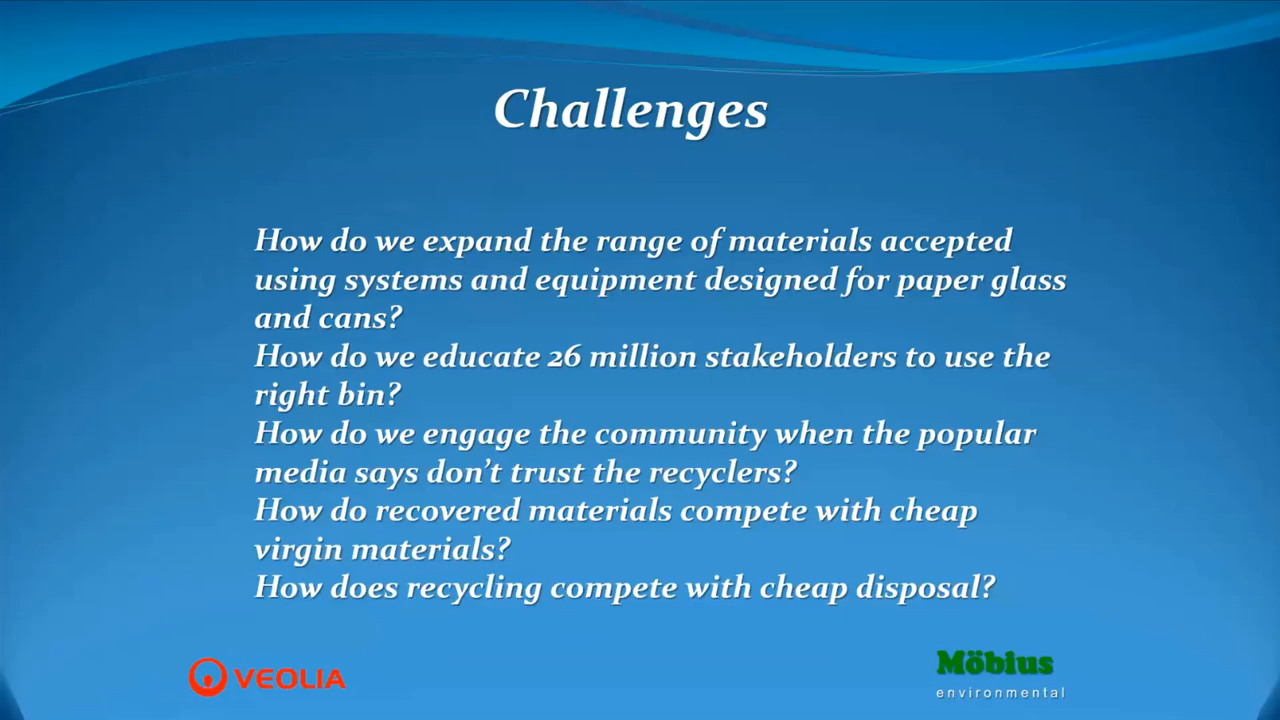 Challenges
How do we expand the range of materials accepted
using systems and equipment designed for paper glass
and cans?
How do we educate 26 million stakeholders to use the
right bin?
How do we engage the community when the popular
media says don’t trust the recyclers?
How do recovered materials compete with cheap
virgin materials?
How does recycling compete with cheap disposal?
VEOLIA
Möbius
environmental